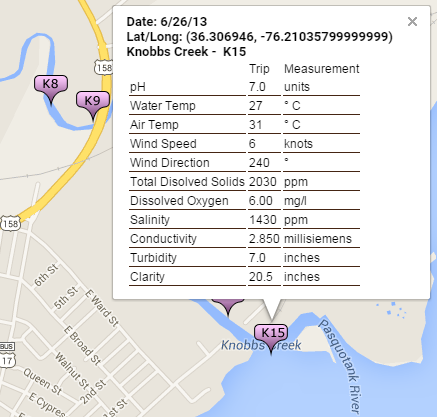 Date: 6/26/13
Lat/Long: (36.306946, -76.21035799999999)
Knobbs Creek - K15
Trip Measurement
pH 7.0 units
Water Temp 27 ° C
Air Temp 31 ° C
Wind Speed 6 knots
Wind Direction 240 °
Total Disolved Solids 2030 ppm
Dissolved Oxygen 6.00 mg/l
Salinity 1430 ppm
Conductivity 2.850 millisiemens
Turbidity 7.0 inches
Clarity 20.5 inches
K8
K9
158
158
6th St
5th St
E Ward St
E Broad St
Walnut St
2nd St
Queen St
E Cypress
1st St
BUS
17
K15
Knobbs Creek
Pasquotank River